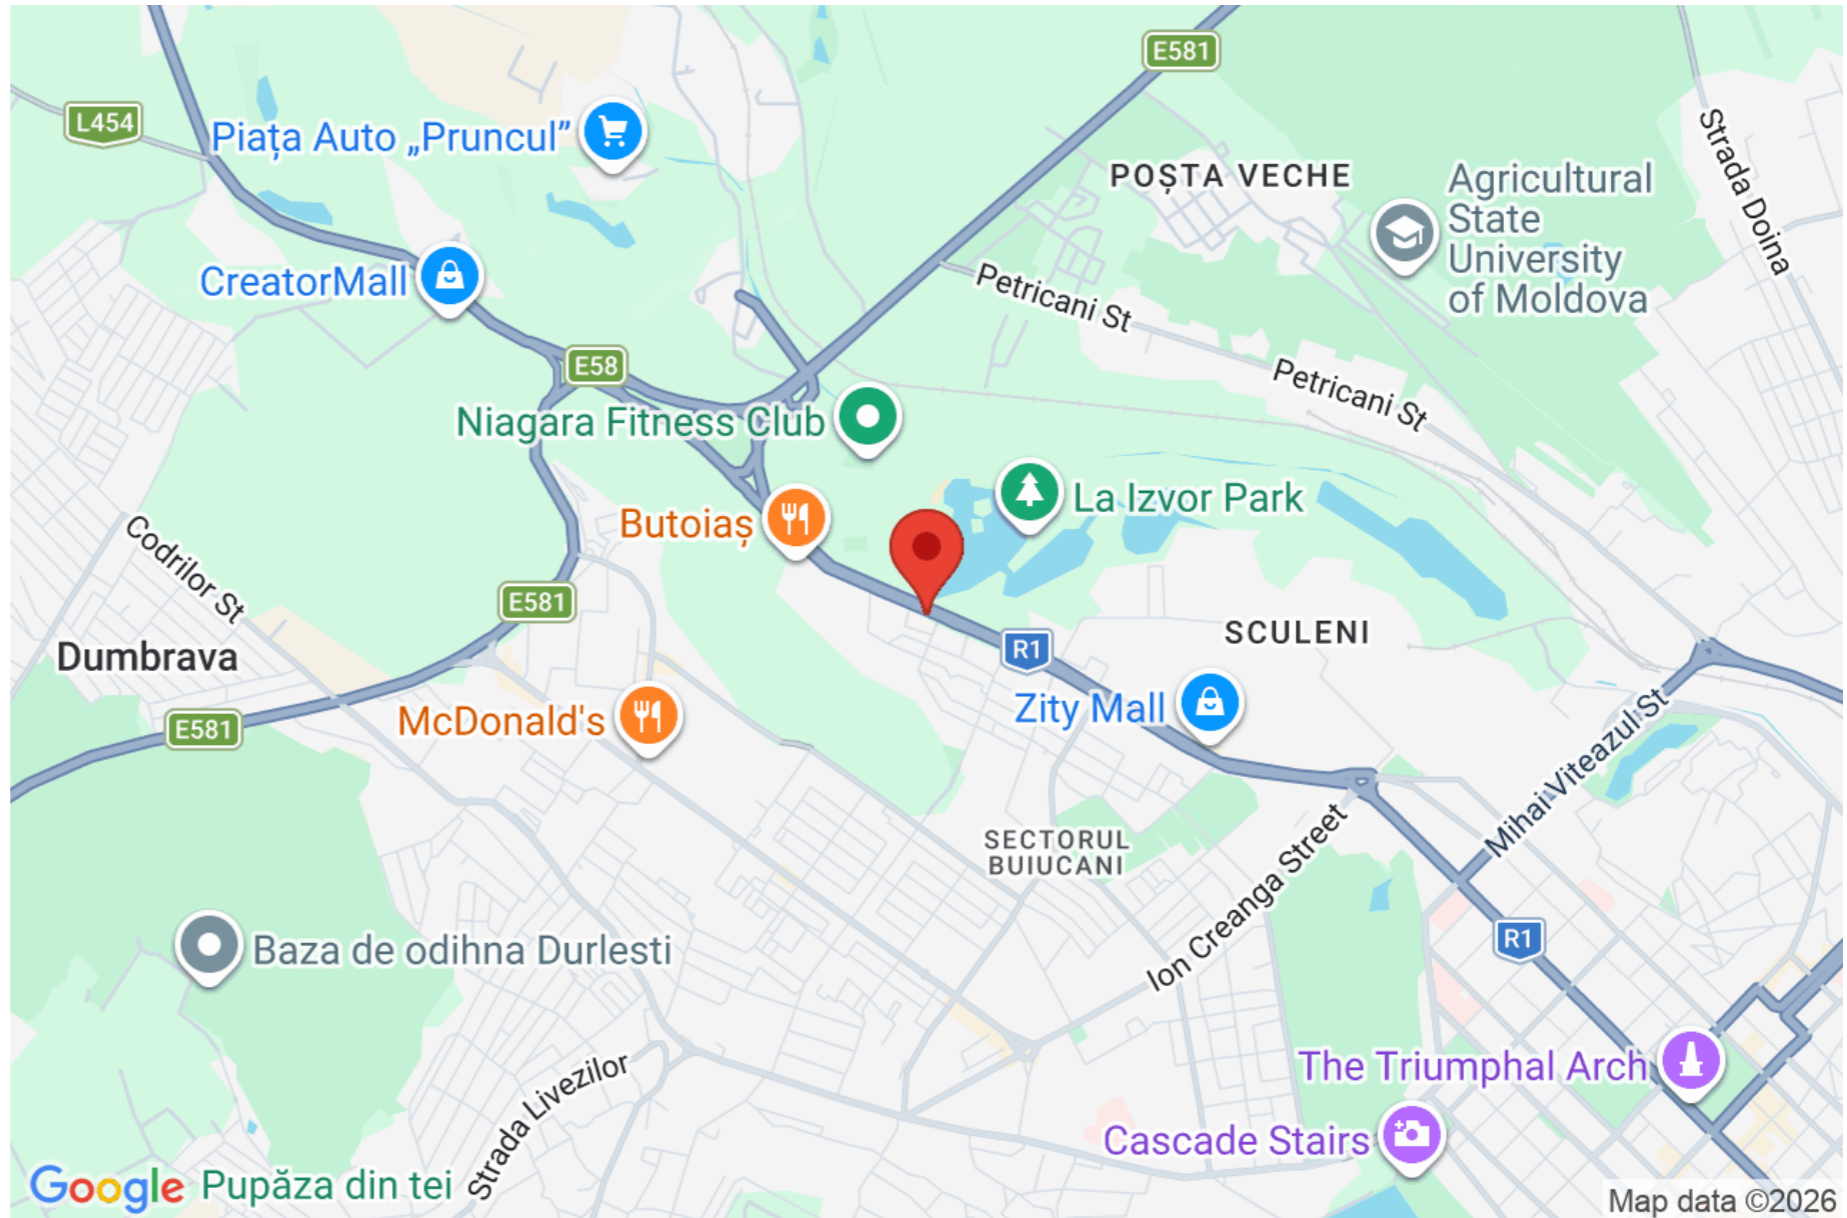 E581
L454
Piața Auto „Pruncul”
POȘTA VECHE
Agricultural
State
University
of Moldova
Strada Doina
CreatorMall
Petricani St
E58
Petricani St
Niagara Fitness Club
La Izvor Park
Butoiaș
Codrilor St
E581
Dumbrava
SCULENI
R1
Zity Mall
McDonald's
E581
Mihai Viteazul St
SECTORUL
BUIUCANI
Ion Creanga Street
R1
Baza de odihna Durlesti
The Triumphal Arch
Strada Livezilor
Cascade Stairs
Google
Pupăza din tei
Map data ©2026